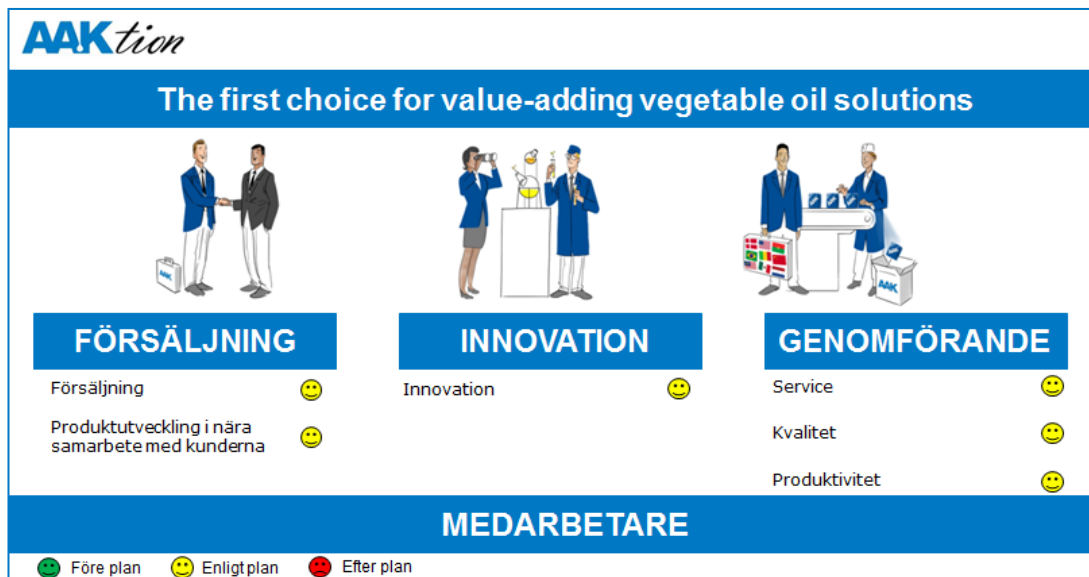 AAKtion
The first choice for value-adding vegetable oil solutions
AAK
AAK
FÖRSÄLJNING
INNOVATION
GENOMFÖRANDE
Försäljning
Produktutveckling i nära
samarbete med kunderna
Innovation
Service
Kvalitet
Produktivitet
MEDARBETARE
Före plan
Enligt plan
Efter plan